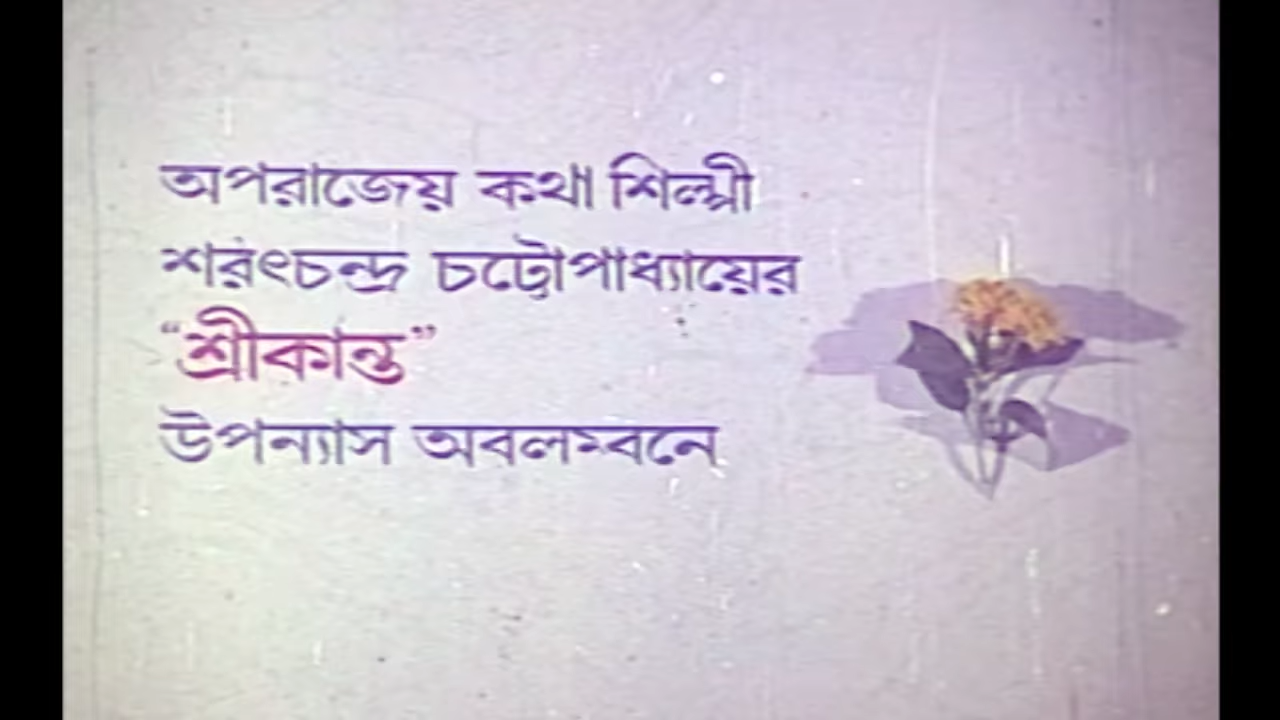 অপরাজেয় কথা শিল্পী
শরৎচন্দ্র চট্টোপাধ্যায়ের
“শ্রীকান্ত”
উপন্যাস অবলম্বনে